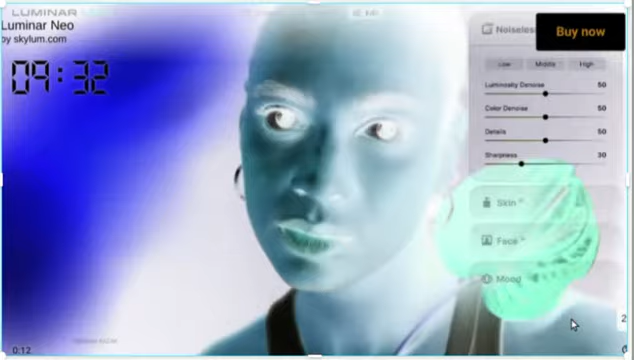 LUMINAR
Luminar Neo
by skylum.com
09:32
Noiseless
Buy now
Low
Middle
High
Luminosity Denoise
50
Color Denoise
50
Details
50
Sharpness
30
Skin
Face
Mood
2
0:12